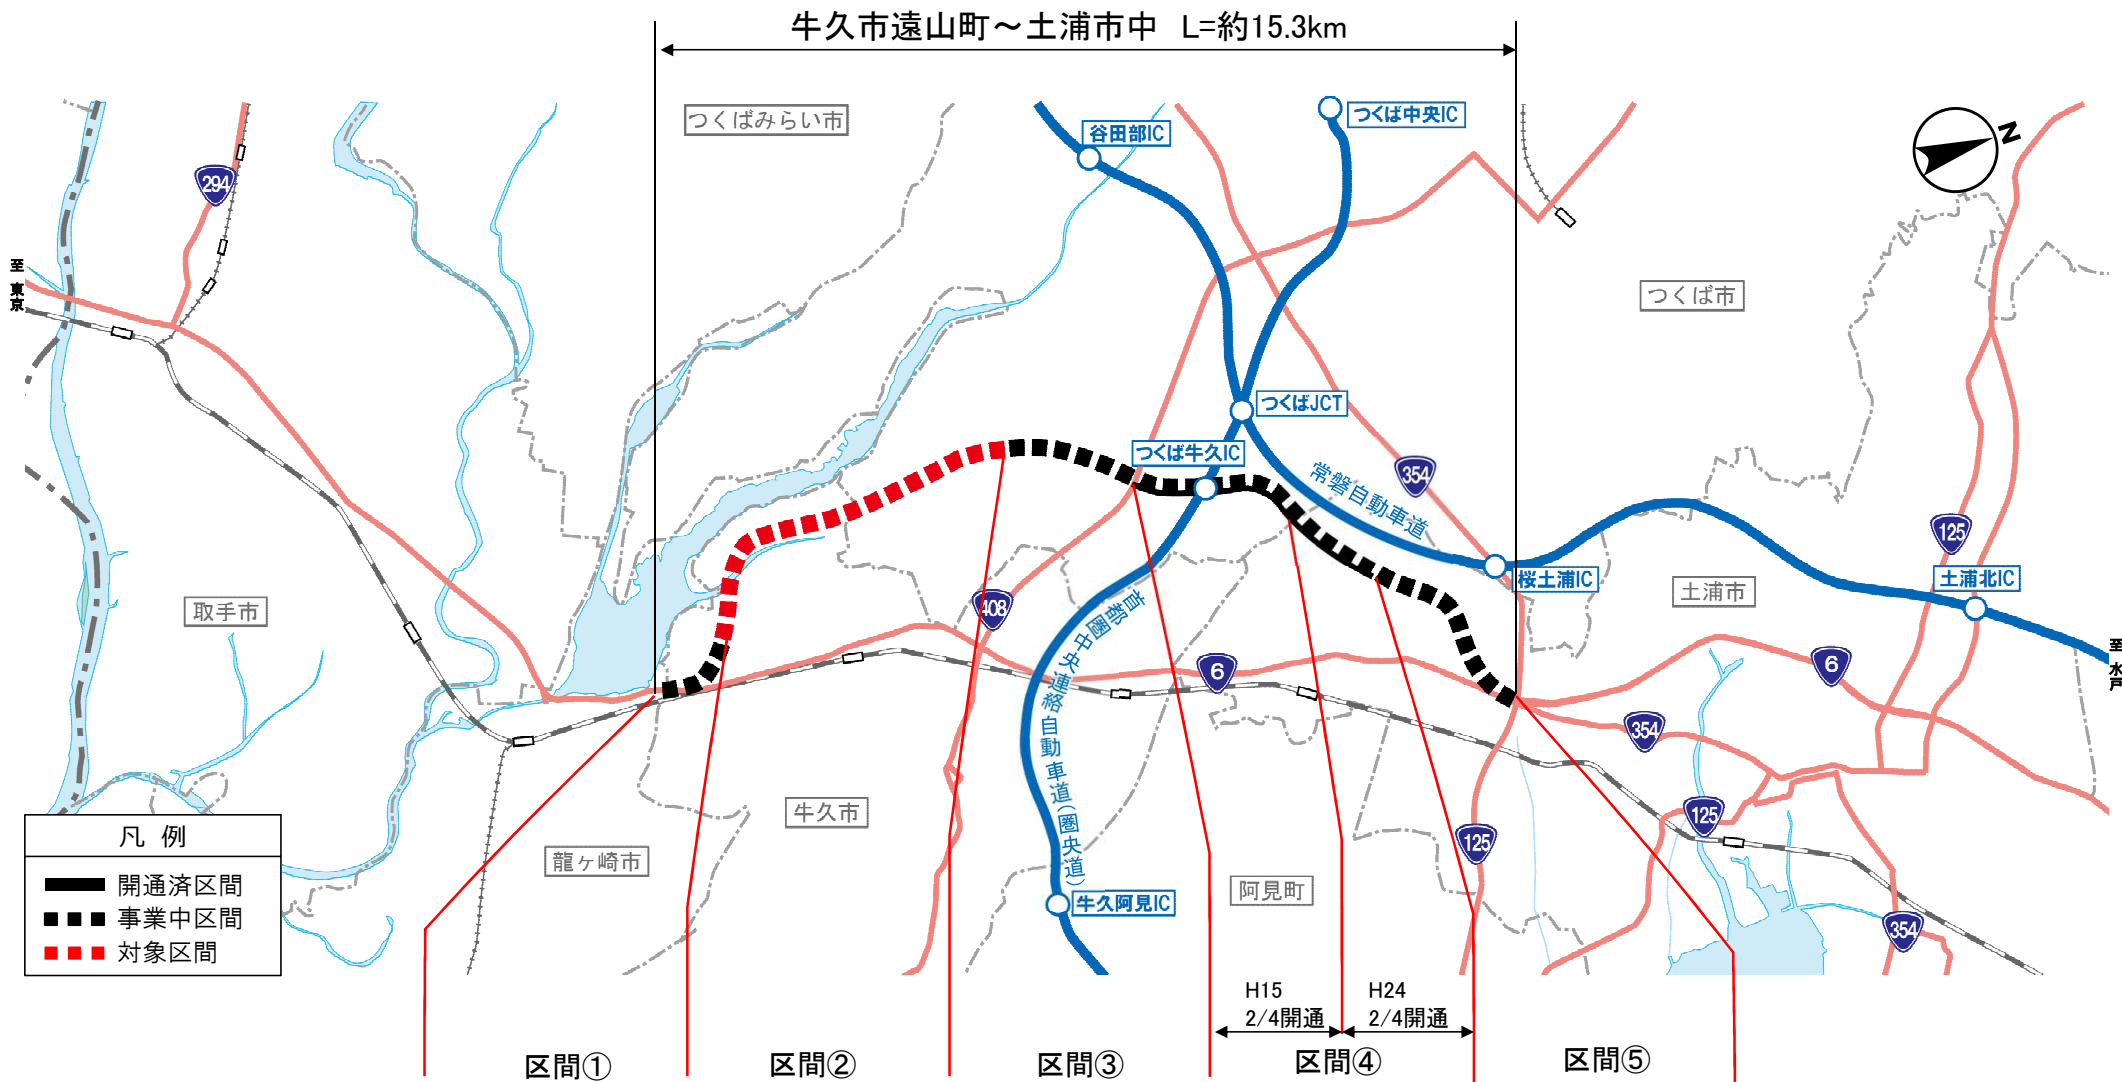 牛久市遠山町～土浦市中 L=約15.3km
つくばみらい市
谷田部IC
つくば中央IC
N
294
至東京
つくば市
つくばJCT
つくば牛久IC
常磐自動車道
354
125
桜土浦IC
土浦北IC
土浦市
取手市
408
首都圏中央連絡自動車道(圏央道)
6
6
至水戸
354
牛久市
龍ヶ崎市
125
125
阿見町
牛久阿見IC
354
凡 例
開通済区間
事業中区間
対象区間
H15
2/4開通
H24
2/4開通
区間①
区間②
区間③
区間④
区間⑤